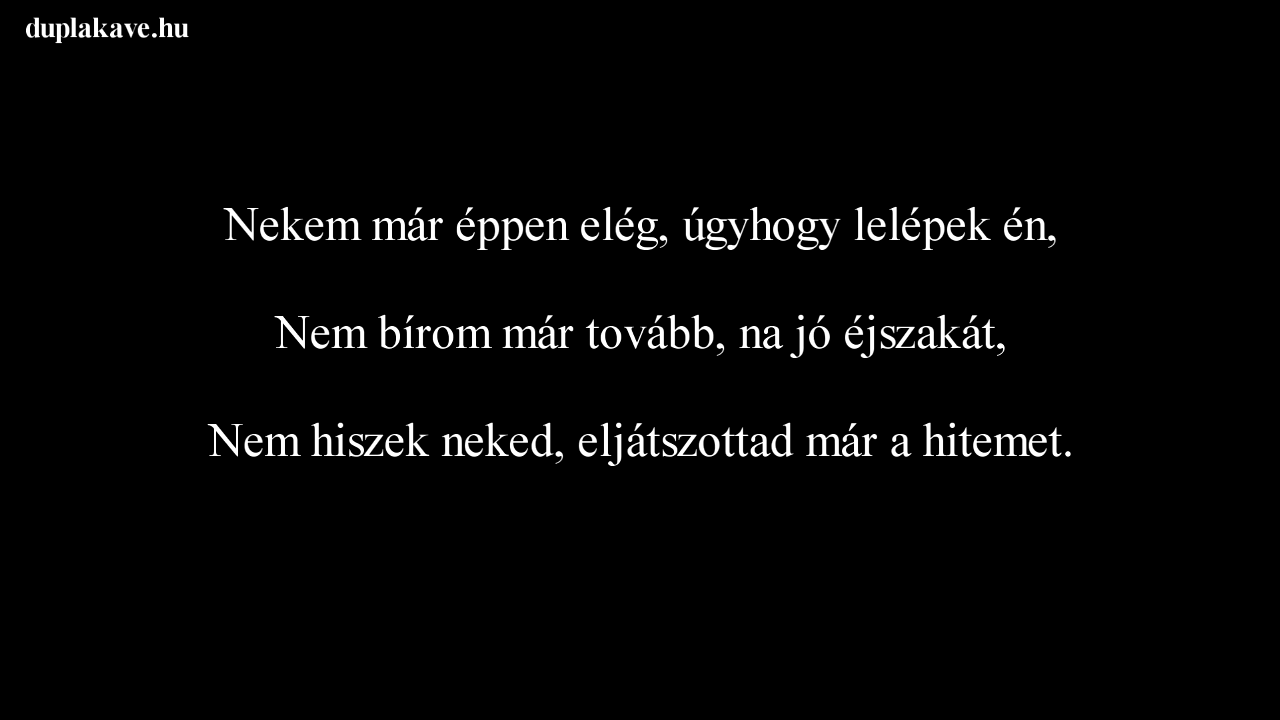 duplakave.hu
Nekem már éppen elég, úgyhogy lelépek én,
Nem bírom már tovább, na jó éjszakát,
Nem hiszek neked, eljátszottad már a hitemet.